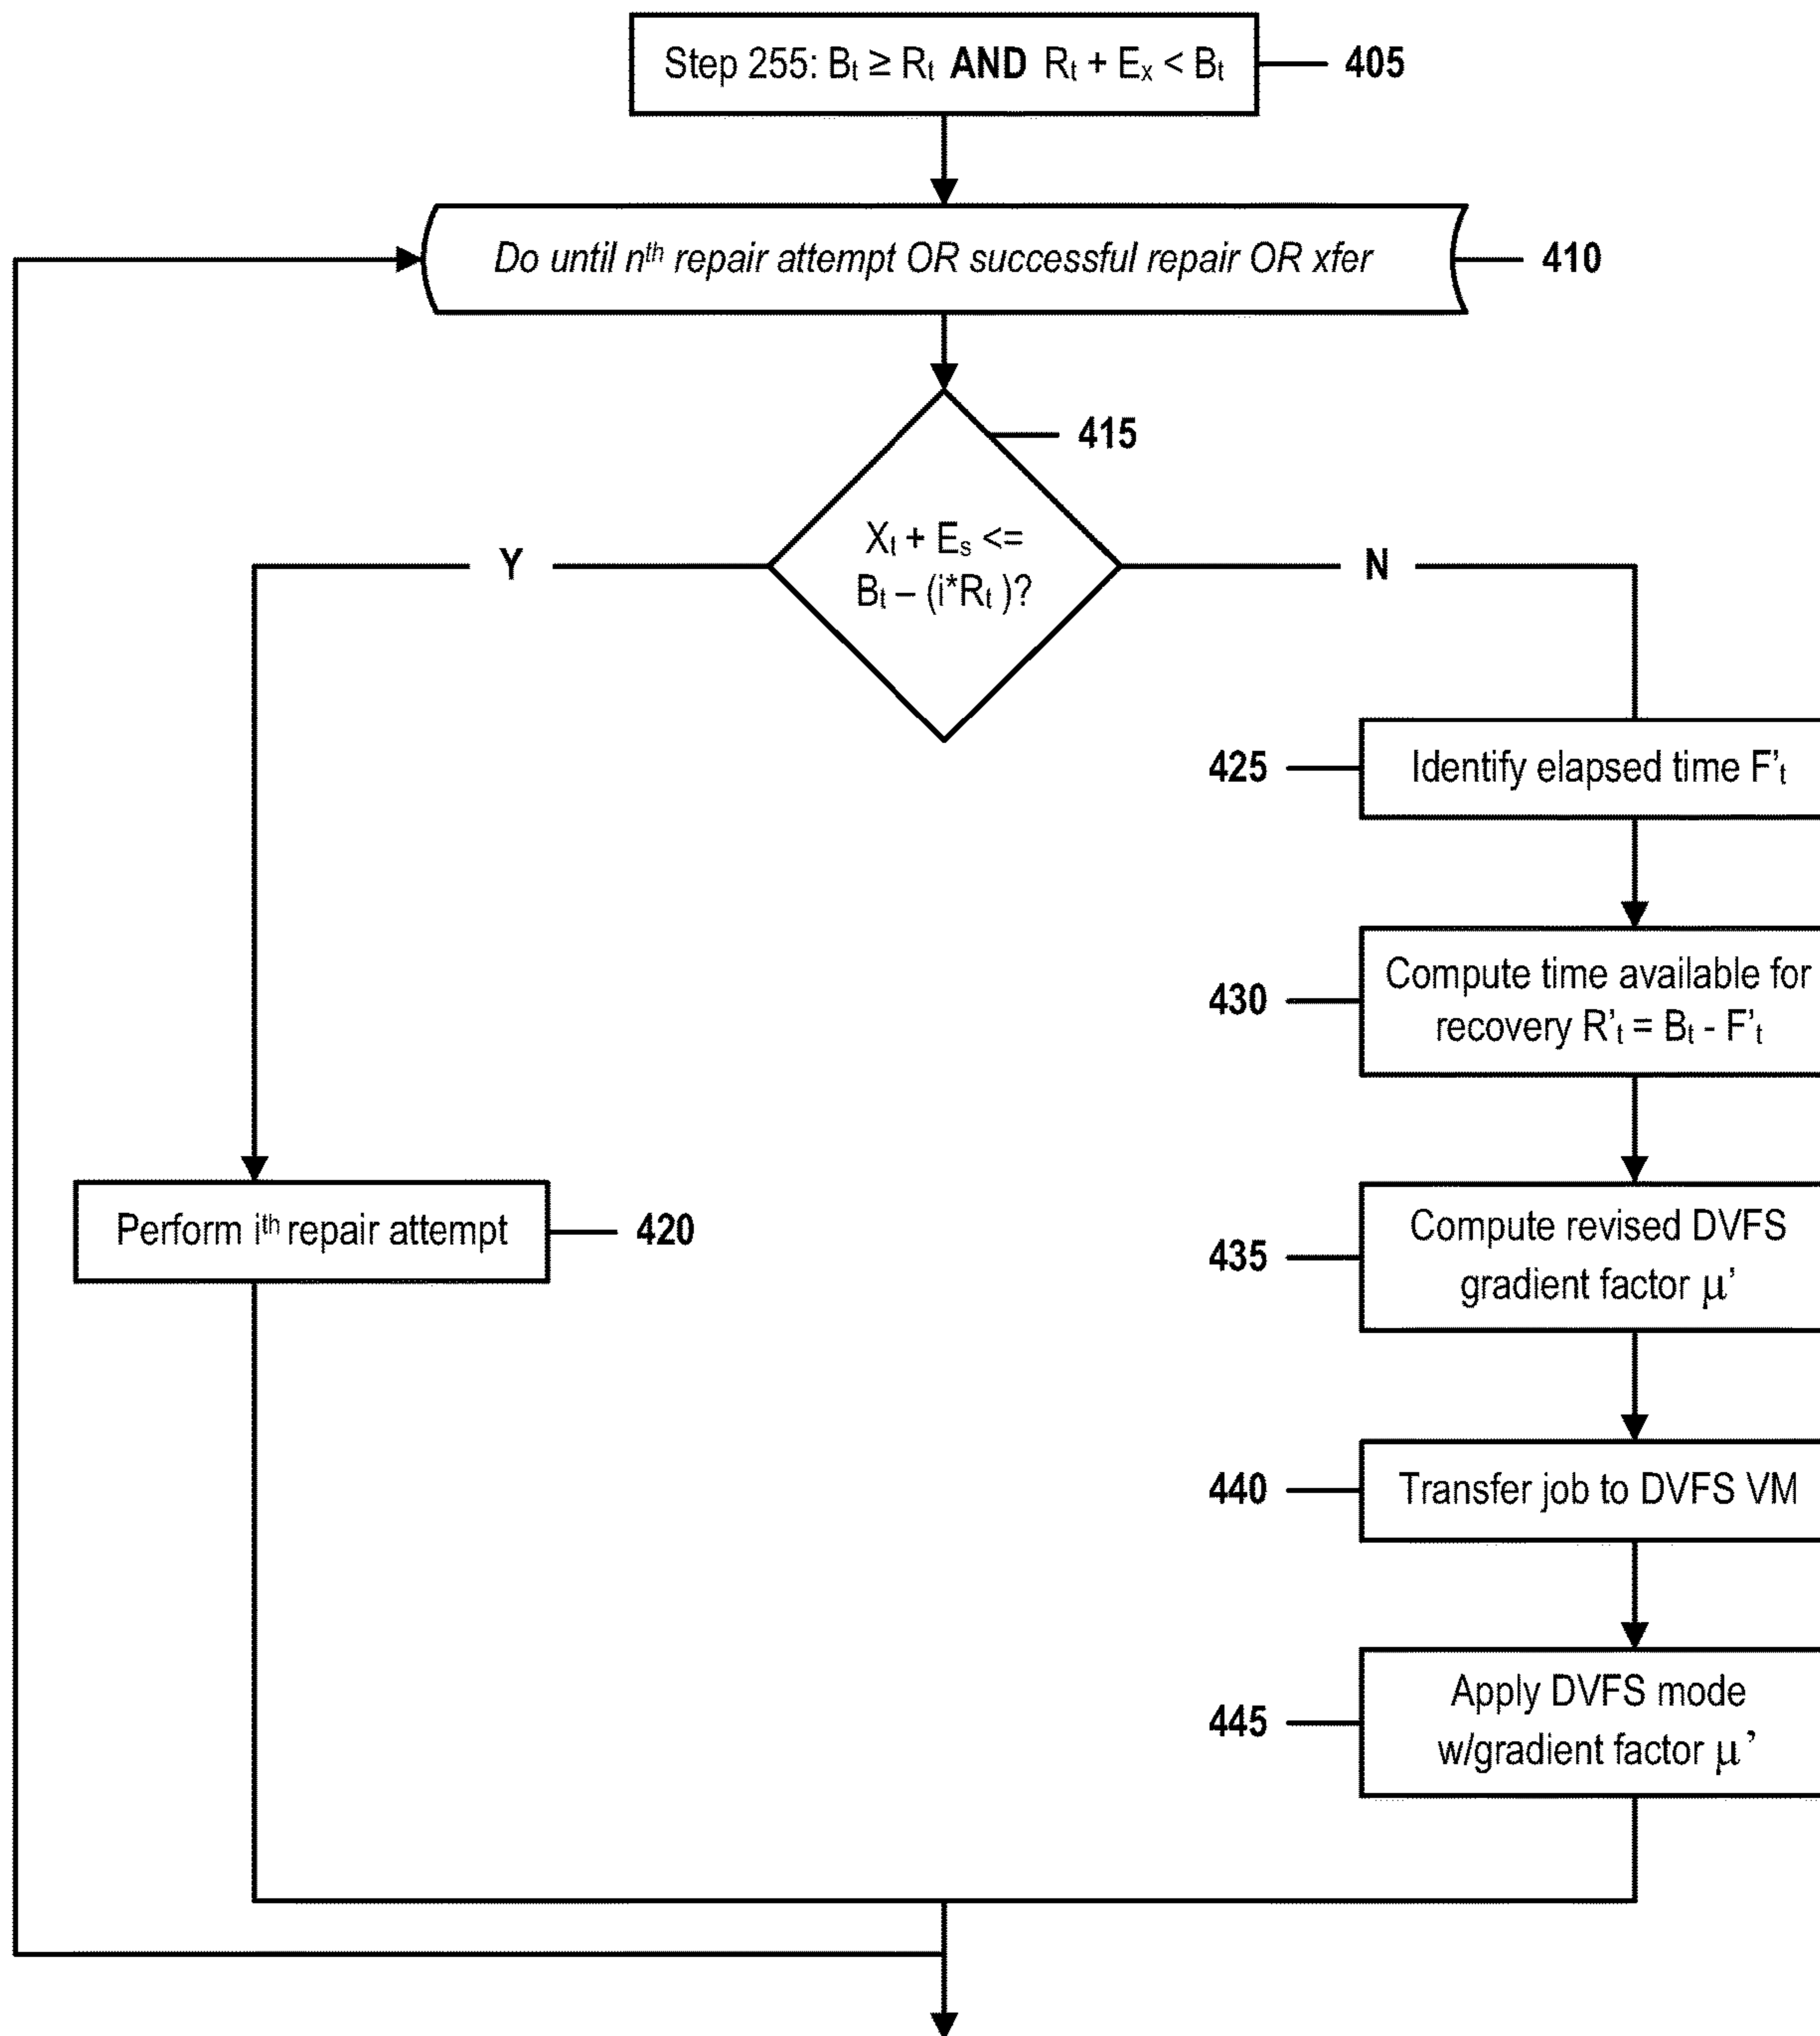 Step 255: Bt ≥ Rt AND Rt + Ex < Bt
405
Do until nth repair attempt OR successful repair OR xfer
410
415
Xt + Es <=
Bt – (i*Rt )?
Y
N
425
Identify elapsed time F't
430
Compute time available for
recovery R't = Bt - F't
Perform ith repair attempt
420
435
Compute revised DVFS
gradient factor μ'
440
Transfer job to DVFS VM
445
Apply DVFS mode
w/gradient factor μ'